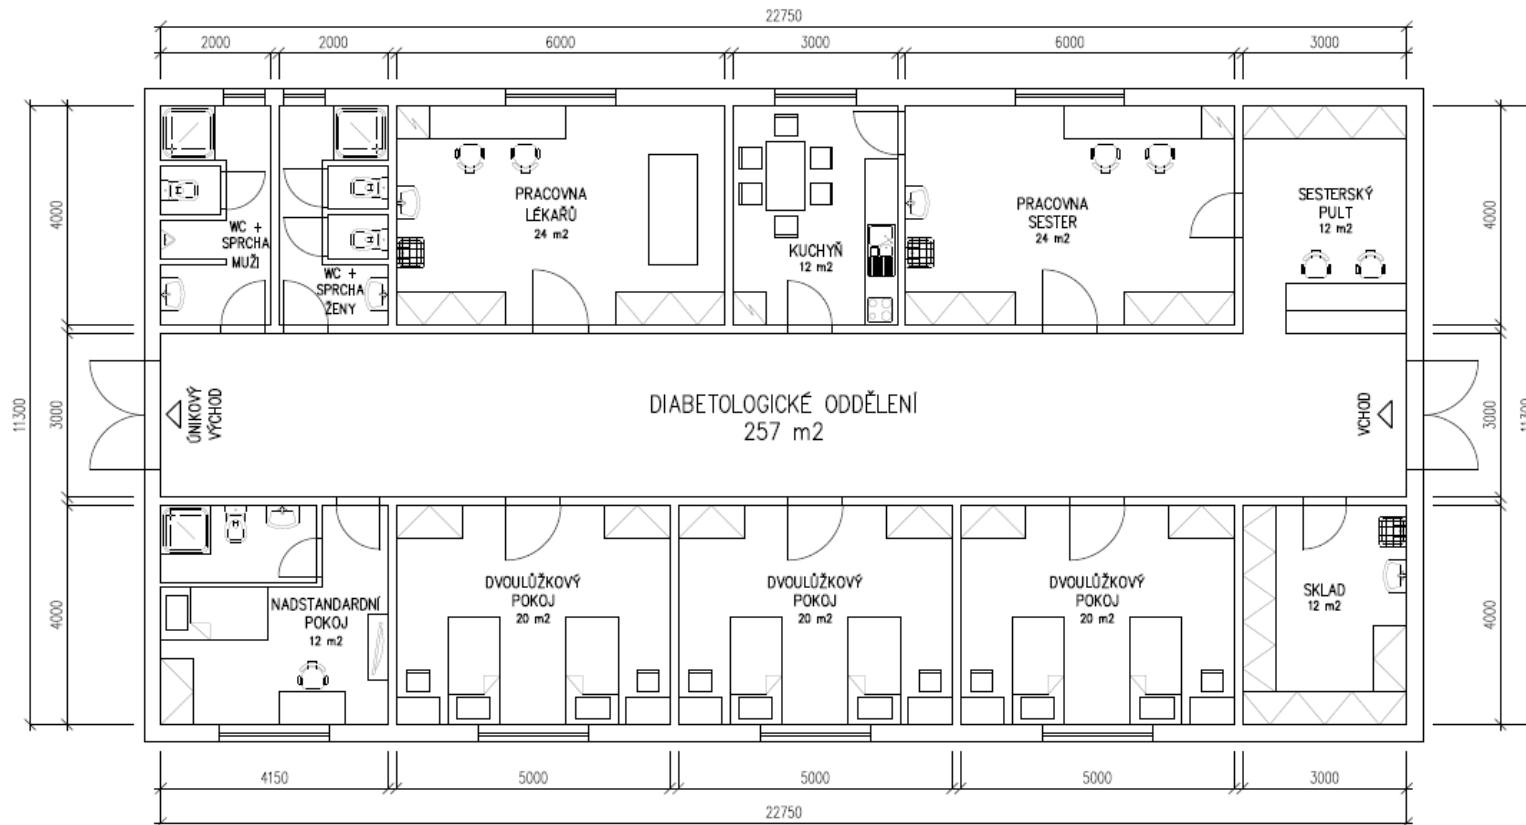 22750
2000
2000
6000
3000
6000
3000
4000
3000
4000
11300
4000
3000
4000
WC +
SPRCHA
MUŽI
WC +
SPRCHA
ŽENY
PRACOVNA
LÉKAŘŮ
24 m2
KUCHYŇ
12 m2
PRACOVNA
SESTER
24 m2
SESTERSKÝ
PULT
12 m2
ÚNIKOVÝ
VÝCHOD
DIABETOLOGICKÉ ODDĚLENÍ
257 m2
VCHOD
NADSTANDARDNÍ
POKOJ
12 m2
DVOULŮŽKOVÝ
POKOJ
20 m2
DVOULŮŽKOVÝ
POKOJ
20 m2
DVOULŮŽKOVÝ
POKOJ
20 m2
SKLAD
12 m2
4150
5000
5000
5000
3000
22750